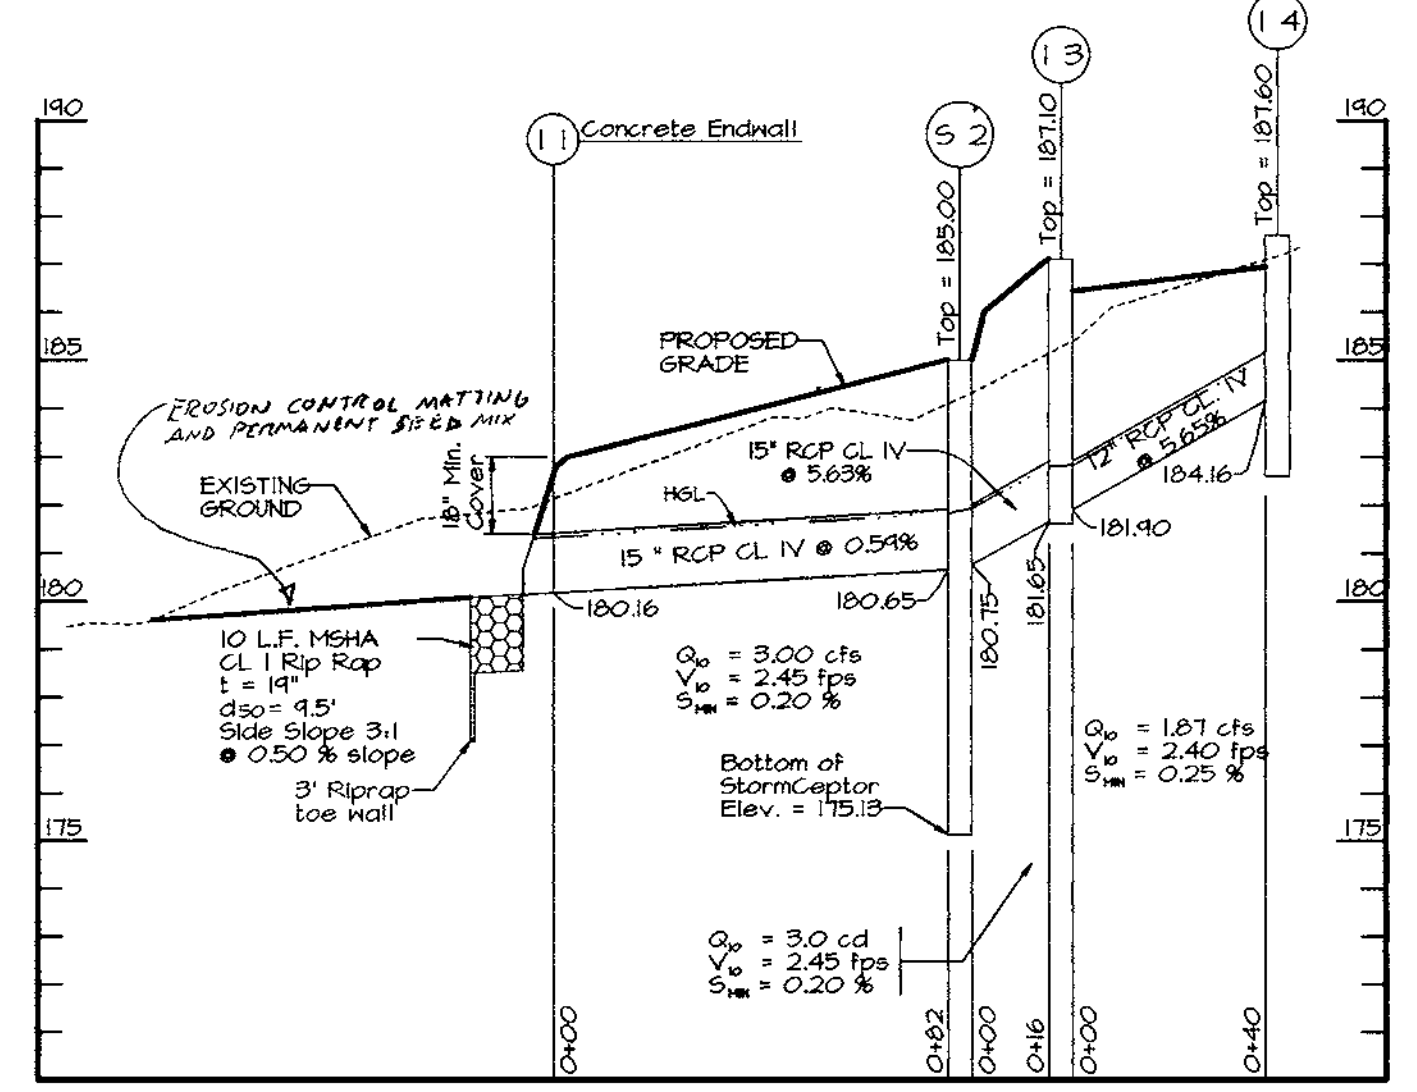 I 4
I 3
190
190
I 1
Concrete Endwall
S 2
Top = 187.60
Top = 187.10
Top = 185.00
185
185
PROPOSED
GRADE
EROSION CONTROL MATTING
AND PERMANENT SEED MIX
18" Min.
Cover
15" RCP CL IV
@ 5.63%
12" RCP CL. IV
@ 5.65%
184.16
EXISTING
GROUND
HGL
181.90
15 " RCP CL IV @ 0.59%
180
180
180.16
180.65
180.75
181.65
10 L.F. MSHA
CL 1 Rip Rap
t = 19"
d50 = 9.5'
Side Slope 3:1
@ 0.50 % slope
3' Riprap
toe wall
Q10 = 3.00 cfs
V10 = 2.45 fps
SMIN = 0.20 %
Q10 = 1.87 cfs
V10 = 2.40 fps
SMIN = 0.25 %
Bottom of
StormCeptor
Elev. = 175.13
175
175
Q10 = 3.0 cd
V10 = 2.45 fps
SMIN = 0.20 %
0+00
0+82
0+00
0+16
0+00
0+40